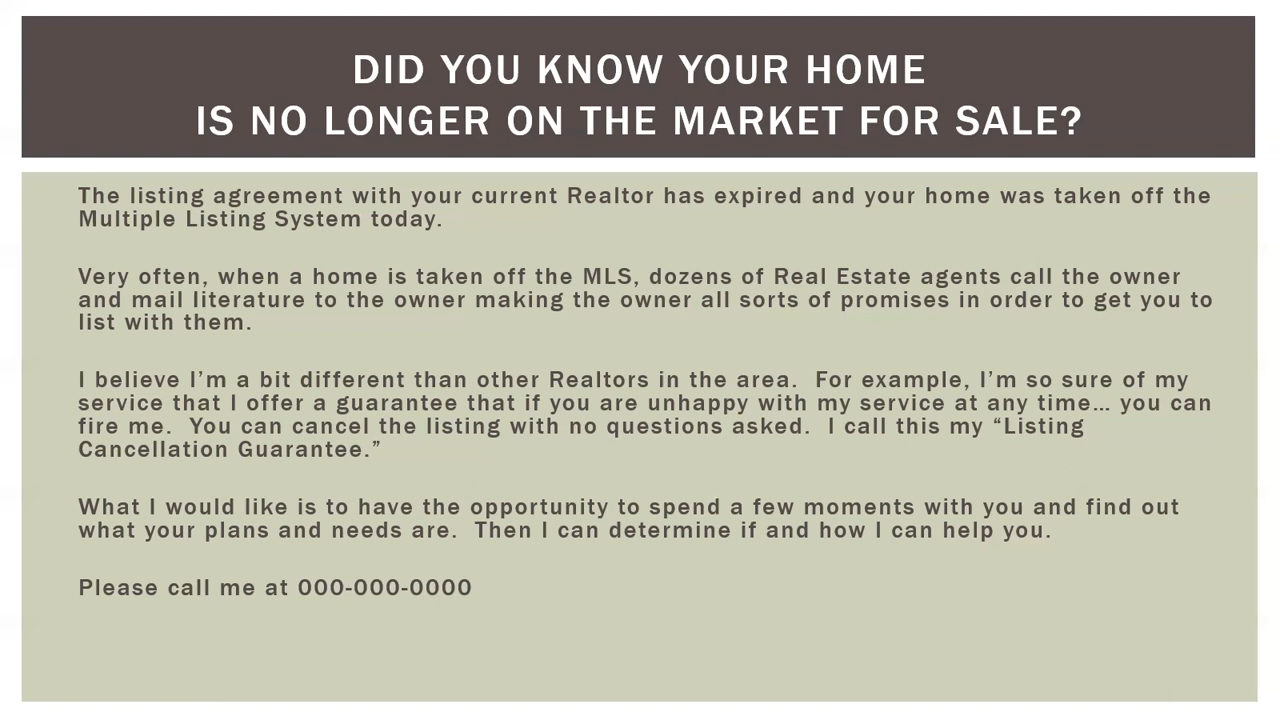 DID YOU KNOW YOUR HOME
IS NO LONGER ON THE MARKET FOR SALE?
The listing agreement with your current Realtor has expired and your home was taken off the
Multiple Listing System today.
Very often, when a home is taken off the MLS, dozens of Real Estate agents call the owner
and mail literature to the owner making the owner all sorts of promises in order to get you to
list with them.
I believe I’m a bit different than other Realtors in the area.  For example, I’m so sure of my
service that I offer a guarantee that if you are unhappy with my service at any time… you can
fire me.  You can cancel the listing with no questions asked.  I call this my “Listing
Cancellation Guarantee.”
What I would like is to have the opportunity to spend a few moments with you and find out
what your plans and needs are.  Then I can determine if and how I can help you.
Please call me at 000-000-0000